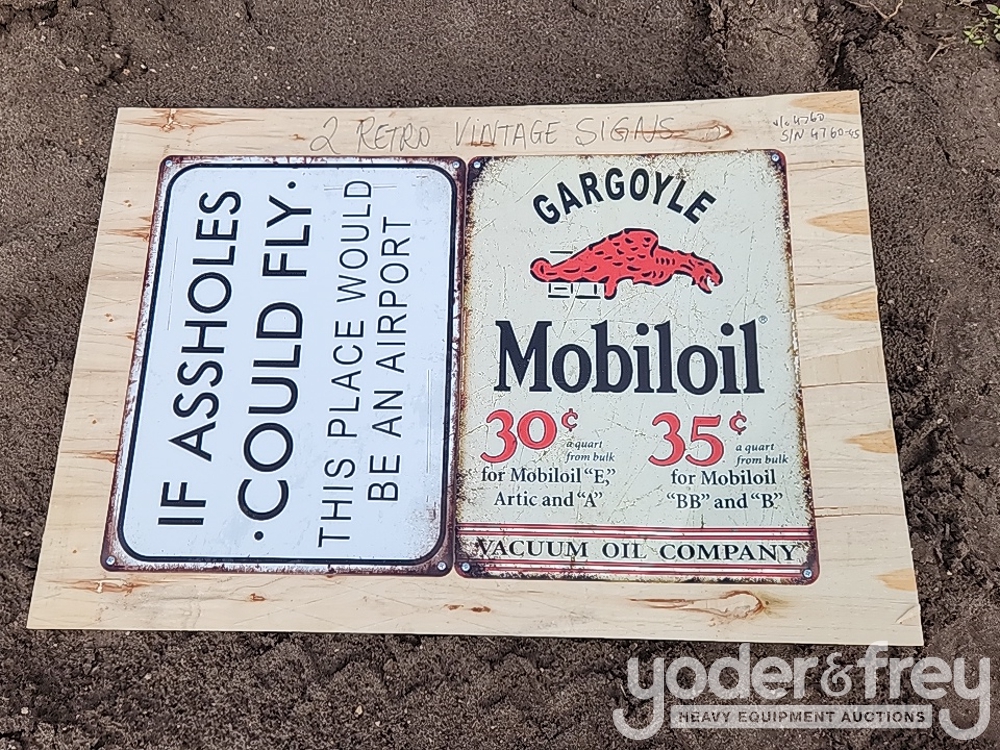 2 RETRO VINTAGE SIGNS
S/N 4760-65
IF ASSHOLES
•COULD FLY•
THIS PLACE WOULD
BE AN AIRPORT
GARGOYLE
Mobiloil®
30¢ a quart
from bulk
for Mobiloil "E,"
Artic and "A"
35¢ a quart
from bulk
for Mobiloil
"BB" and "B"
VACUUM OIL COMPANY
yoder&frey
HEAVY EQUIPMENT AUCTIONS